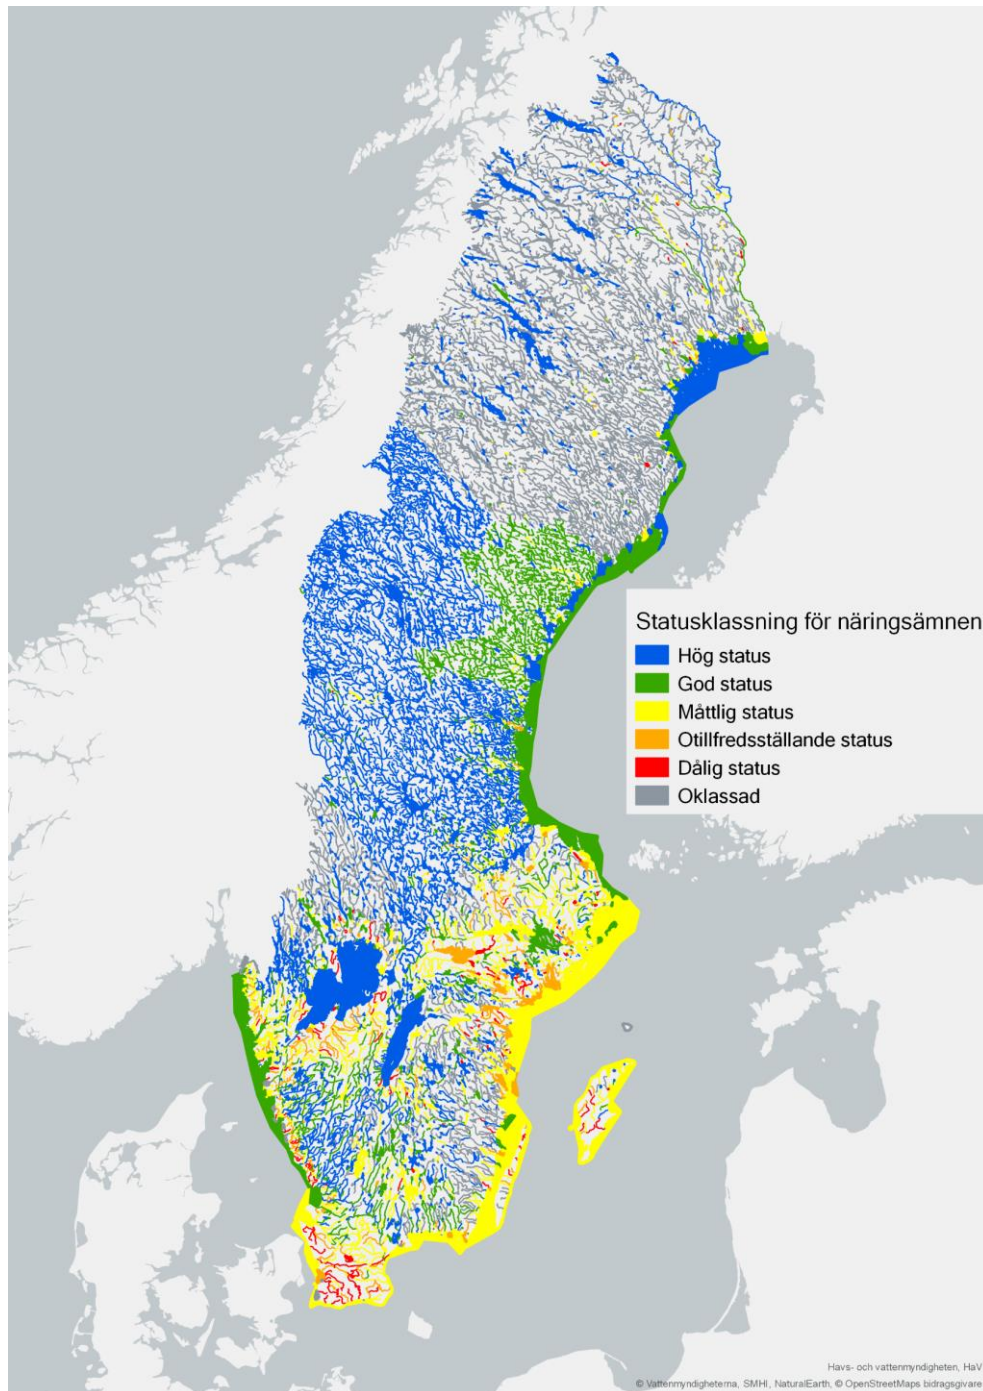 Statusklassning för näringsämnen
Hög status
God status
Måttlig status
Otillfredsställande status
Dålig status
Oklassad
Havs- och vattenmyndigheten, HaV
© Vattenmyndigheterna, SMHI, NaturalEarth, © OpenStreetMaps bidragsgivare